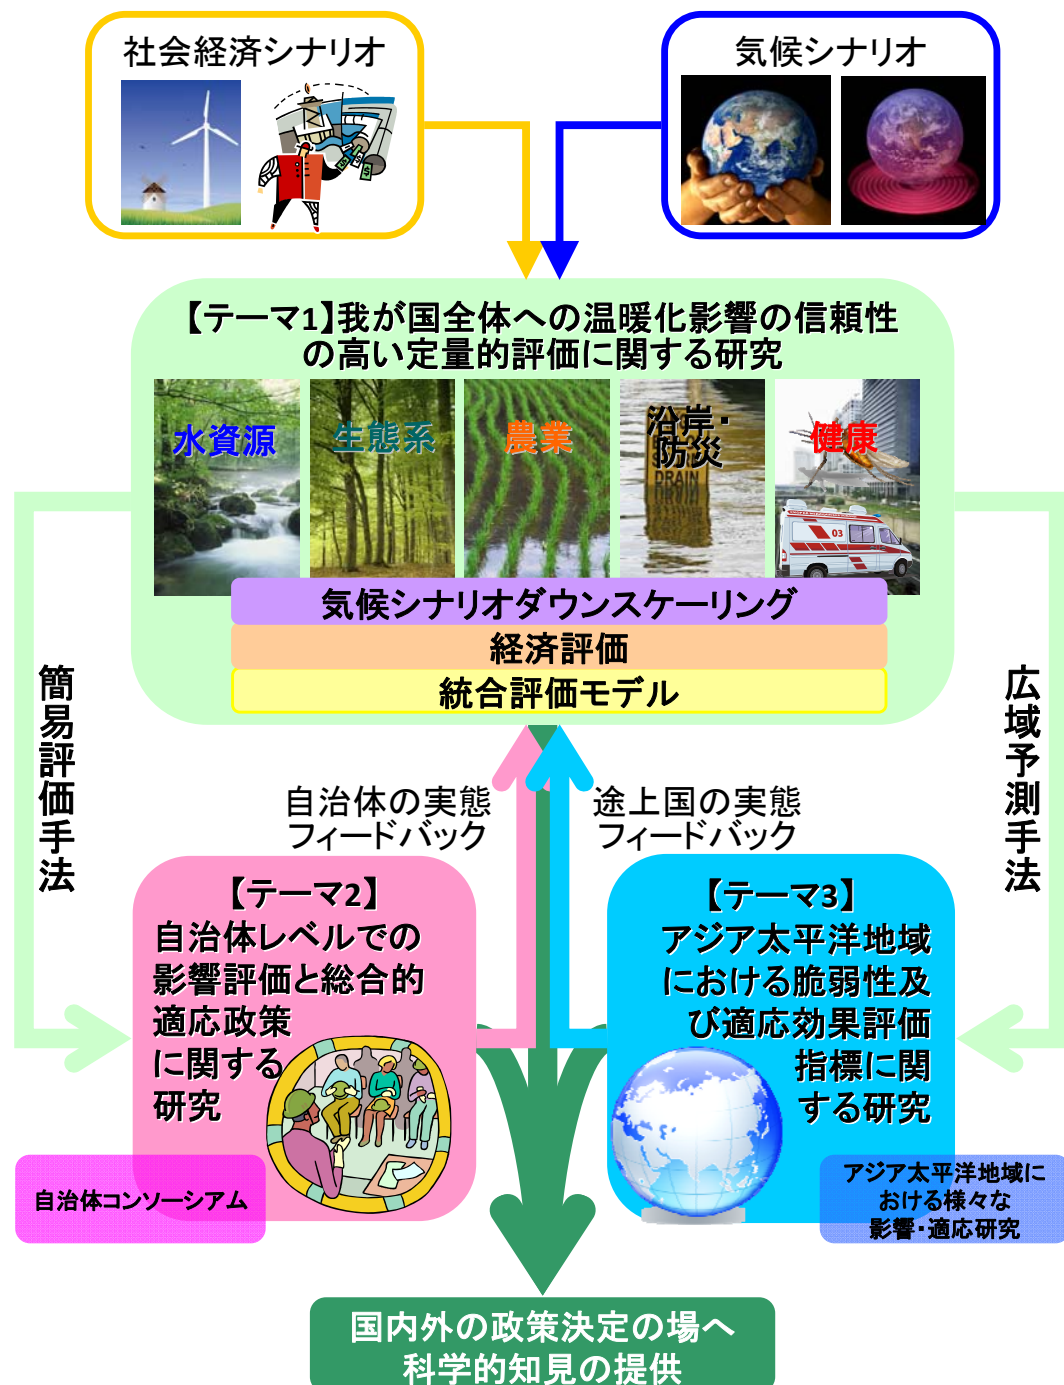 社会経済シナリオ
気候シナリオ
【テーマ1】我が国全体への温暖化影響の信頼性
の高い定量的評価に関する研究
水資源
生態系
農業
沿岸・
防災
DRAIN
健康
03
気候シナリオダウンスケーリング
経済評価
統合評価モデル
簡易評価手法
広域予測手法
自治体の実態
フィードバック
途上国の実態
フィードバック
【テーマ2】
自治体レベルでの
影響評価と総合的
適応政策
に関する
研究
【テーマ3】
アジア太平洋地域
における脆弱性及
び適応効果評価
指標に関
する研究
自治体コンソーシアム
アジア太平洋地域に
おける様々な
影響・適応研究
国内外の政策決定の場へ
科学的知見の提供